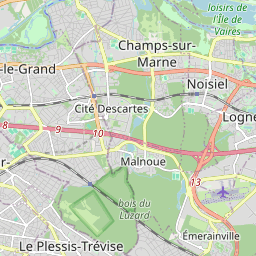 loisirs de
l'Île de
Vaires
Champs-sur-
Marne
-le-Grand
Noisiel
Cité Descartes
Logne
8
9
10
Malnoue
ur-
13
bois du
Luzard
Émerainville
Le Plessis-Trévise